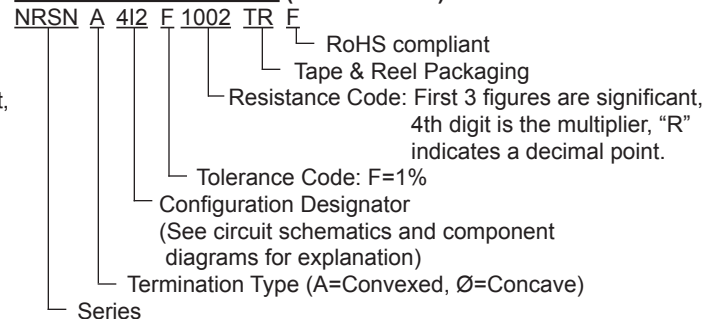 NRSN A 4I2 F 1002 TR F
RoHS compliant
Tape & Reel Packaging
t,
Resistance Code: First 3 figures are significant,
4th digit is the multiplier, “R”
indicates a decimal point.
Tolerance Code: F=1%
Configuration Designator
(See circuit schematics and component
diagrams for explanation)
Termination Type (A=Convexed, Ø=Concave)
Series